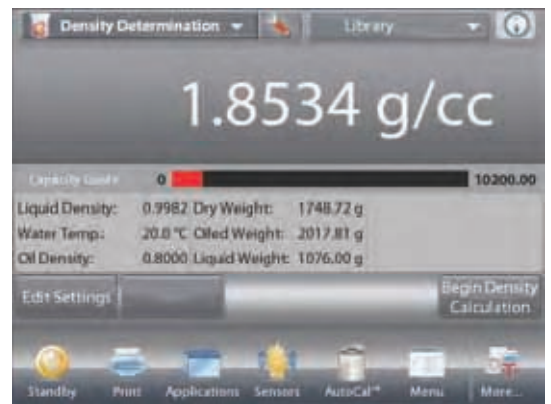 Density Determination Library
1.8534 g/cc
Capacity Guide 0 10200.00
Liquid Density: 0.9982 Dry Weight: 1748.72 g
Water Temp.: 20.0 °C Oiled Weight: 2017.81 g
Oil Density: 0.8000 Liquid Weight: 1076.00 g
Edit Settings Begin Density
Calculation
Standby Print Applications Sensors AutoCal™ Menu More...